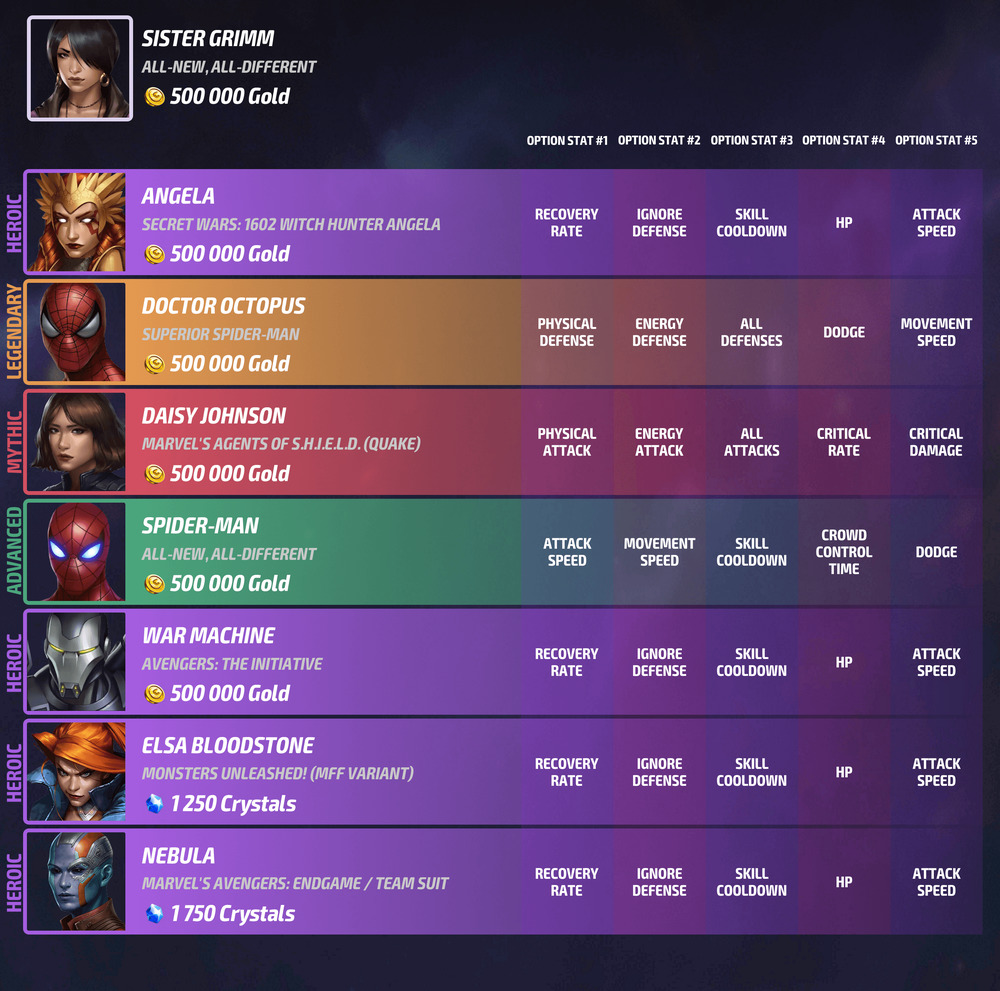 SISTER GRIMM
ALL-NEW, ALL-DIFFERENT
500 000 Gold
OPTION STAT #1 OPTION STAT #2 OPTION STAT #3 OPTION STAT #4 OPTION STAT #5
HEROIC
ANGELA
SECRET WARS: 1602 WITCH HUNTER ANGELA
500 000 Gold
RECOVERY RATE
IGNORE DEFENSE
SKILL COOLDOWN
HP
ATTACK SPEED
LEGENDARY
DOCTOR OCTOPUS
SUPERIOR SPIDER-MAN
500 000 Gold
PHYSICAL DEFENSE
ENERGY DEFENSE
ALL DEFENSES
DODGE
MOVEMENT SPEED
MYTHIC
DAISY JOHNSON
MARVEL'S AGENTS OF S.H.I.E.L.D. (QUAKE)
500 000 Gold
PHYSICAL ATTACK
ENERGY ATTACK
ALL ATTACKS
CRITICAL RATE
CRITICAL DAMAGE
ADVANCED
SPIDER-MAN
ALL-NEW, ALL-DIFFERENT
500 000 Gold
ATTACK SPEED
MOVEMENT SPEED
SKILL COOLDOWN
CROWD CONTROL TIME
DODGE
HEROIC
WAR MACHINE
AVENGERS: THE INITIATIVE
500 000 Gold
RECOVERY RATE
IGNORE DEFENSE
SKILL COOLDOWN
HP
ATTACK SPEED
HEROIC
ELSA BLOODSTONE
MONSTERS UNLEASHED! (MFF VARIANT)
1 250 Crystals
RECOVERY RATE
IGNORE DEFENSE
SKILL COOLDOWN
HP
ATTACK SPEED
HEROIC
NEBULA
MARVEL'S AVENGERS: ENDGAME / TEAM SUIT
1 750 Crystals
RECOVERY RATE
IGNORE DEFENSE
SKILL COOLDOWN
HP
ATTACK SPEED